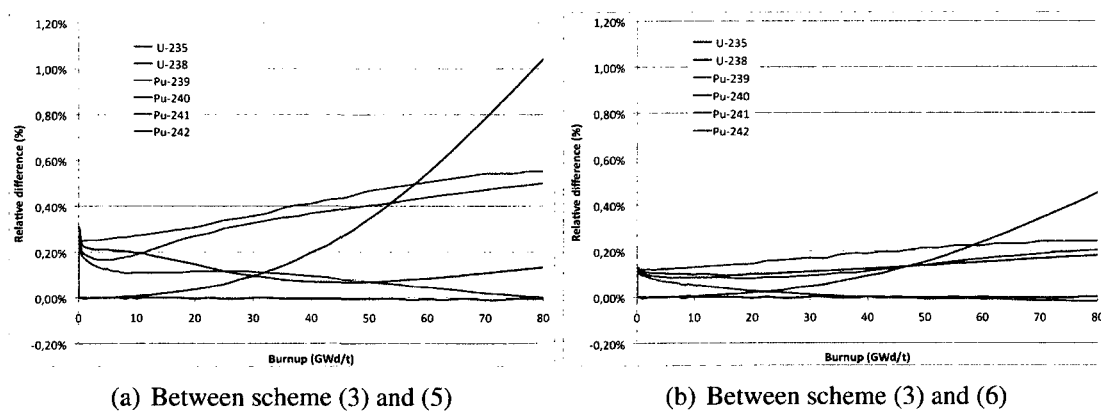 1,20%
1,00%
0,80%
0,60%
0,40%
0,20%
0,00%
-0,20%
Relative difference (%)
U-235
U-238
Pu-239
Pu-240
Pu-241
Pu-242
0 10 20 30 40 50 60 70 80
Burnup (GWd/t)
(a) Between scheme (3) and (5)
1,20%
1,00%
0,80%
0,60%
0,40%
0,20%
0,00%
-0,20%
Relative difference (%)
U-235
U-238
Pu-239
Pu-240
Pu-241
Pu-242
0 10 20 30 40 50 60 70 80
Burnup (GWd/t)
(b) Between scheme (3) and (6)